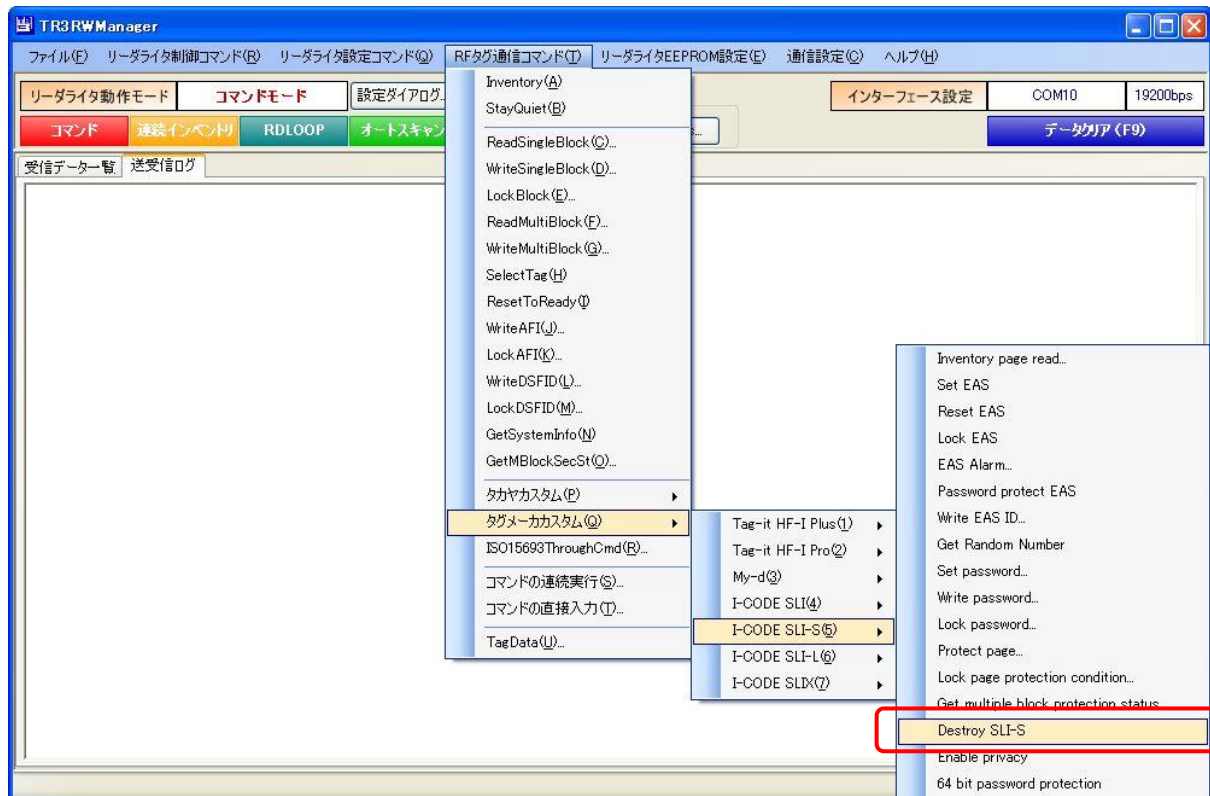 TR3RWManager
ファイル(F) リーダライタ制御コマンド(R) リーダライタ設定コマンド(Q) RFタグ通信コマンド(T) リーダライタEEPROM設定(E) 通信設定(C) ヘルプ(H)
リーダライタ動作モード コマンドモード 設定ダイアログ... インターフェース設定 COM10 19200bps
コマンド 連続インベントリ RDLOOP オートスキャン データクリア (F9)
受信データ一覧 送受信ログ
Inventory(A)
StayQuiet(B)
ReadSingleBlock(C)...
WriteSingleBlock(D)...
LockBlock(E)...
ReadMultiBlock(F)...
WriteMultiBlock(G)...
SelectTag(H)
ResetToReady(I)
WriteAFI(J)...
LockAFI(K)...
WriteDSFID(L)...
LockDSFID(M)...
GetSystemInfo(N)
GetMBlockSecSt(O)...
タカヤカスタム(P)
タグメーカカスタム(Q)
ISO15693ThroughCmd(R)...
コマンドの連続実行(S)...
コマンドの直接入力(T)...
TagData(U)...
Tag-it HF-I Plus(1)
Tag-it HF-I Pro(2)
My-d(3)
I-CODE SLI(4)
I-CODE SLI-S(5)
I-CODE SLI-L(6)
I-CODE SLIX(7)
Inventory page read...
Set EAS
Reset EAS
Lock EAS
EAS Alarm...
Password protect EAS
Write EAS ID...
Get Random Number
Set password...
Write password...
Lock password...
Protect page...
Lock page protection condition...
Get multiple block protection status
Destroy SLI-S
Enable privacy
64 bit password protection